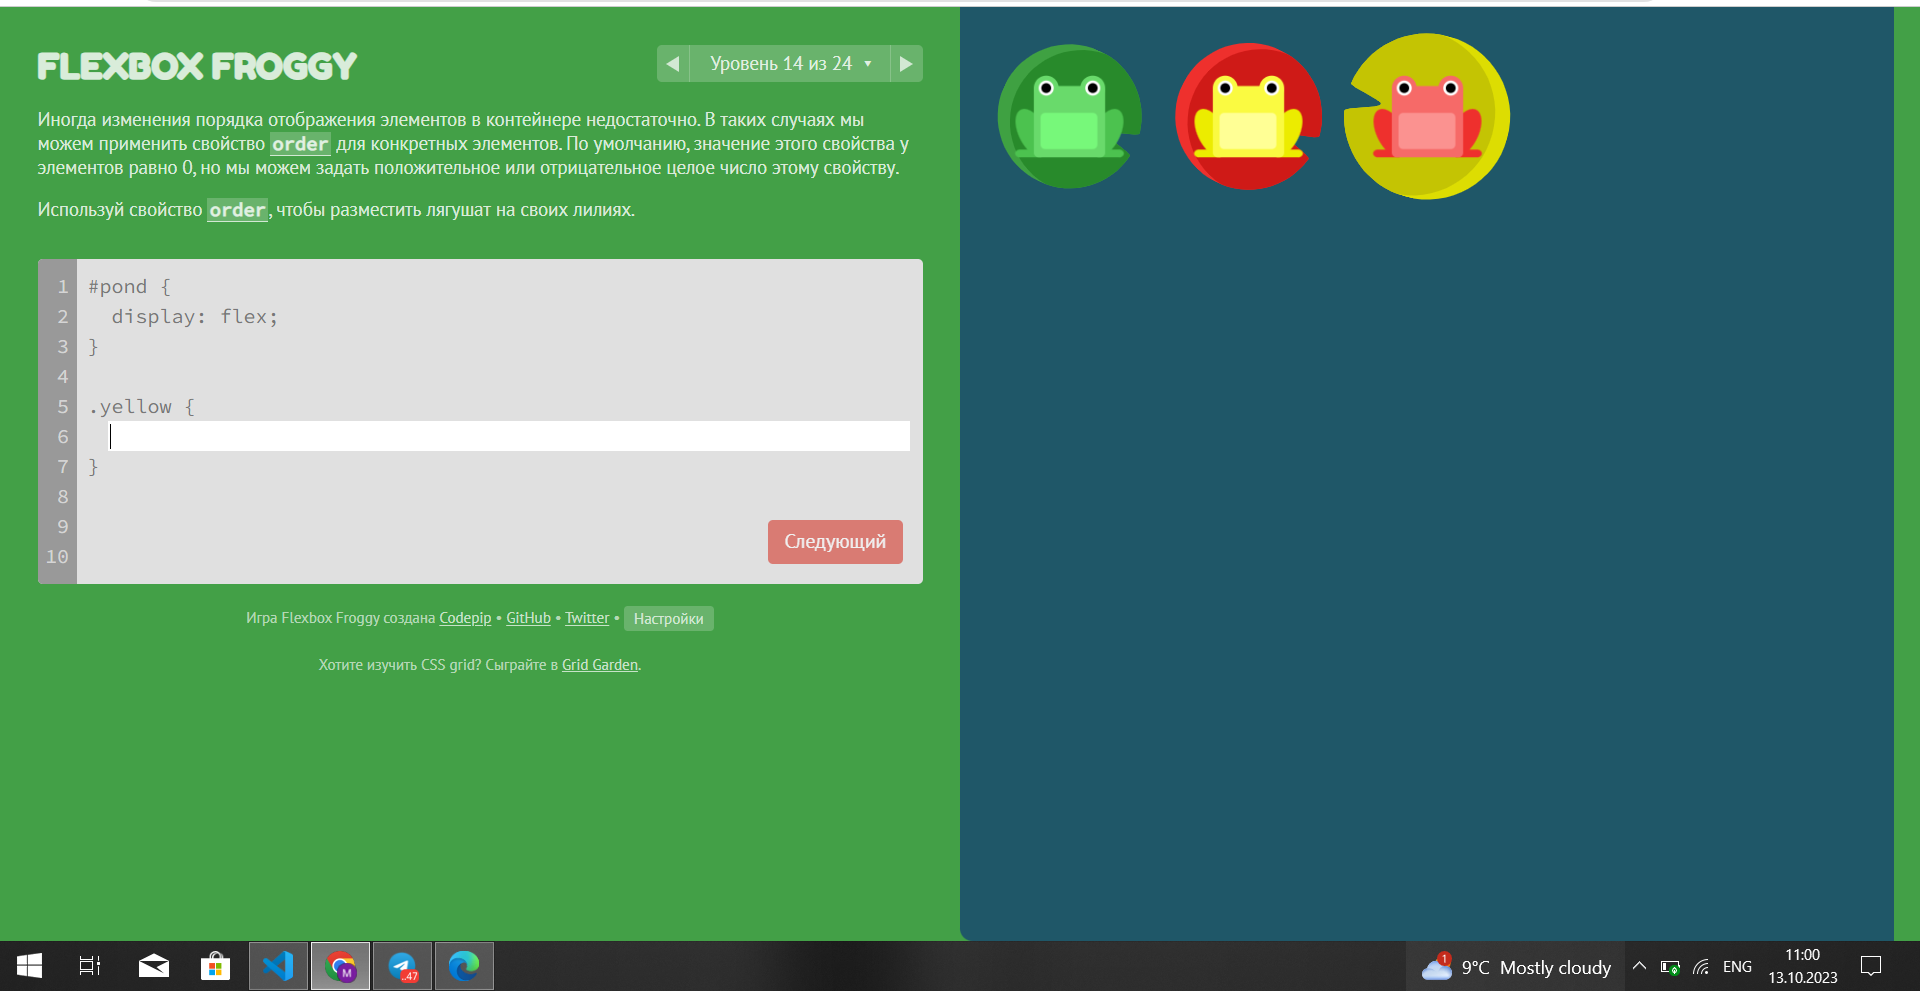 FLEXBOX FROGGY
Уровень 14 из 24
Иногда изменения порядка отображения элементов в контейнере недостаточно. В таких случаях мы
можем применить свойство order для конкретных элементов. По умолчанию, значение этого свойства у
элементов равно 0, но мы можем задать положительное или отрицательное целое число этому свойству.
Используй свойство order, чтобы разместить лягушат на своих лилиях.
1 #pond {
2 display: flex;
3 }
4
5 .yellow {
6
7 }
8
9
10
Следующий
Игра Flexbox Froggy создана Codepip • GitHub • Twitter • Настройки
Хотите изучить CSS grid? Сыграйте в Grid Garden.
M
..47
1
9°C Mostly cloudy
ENG
11:00
13.10.2023